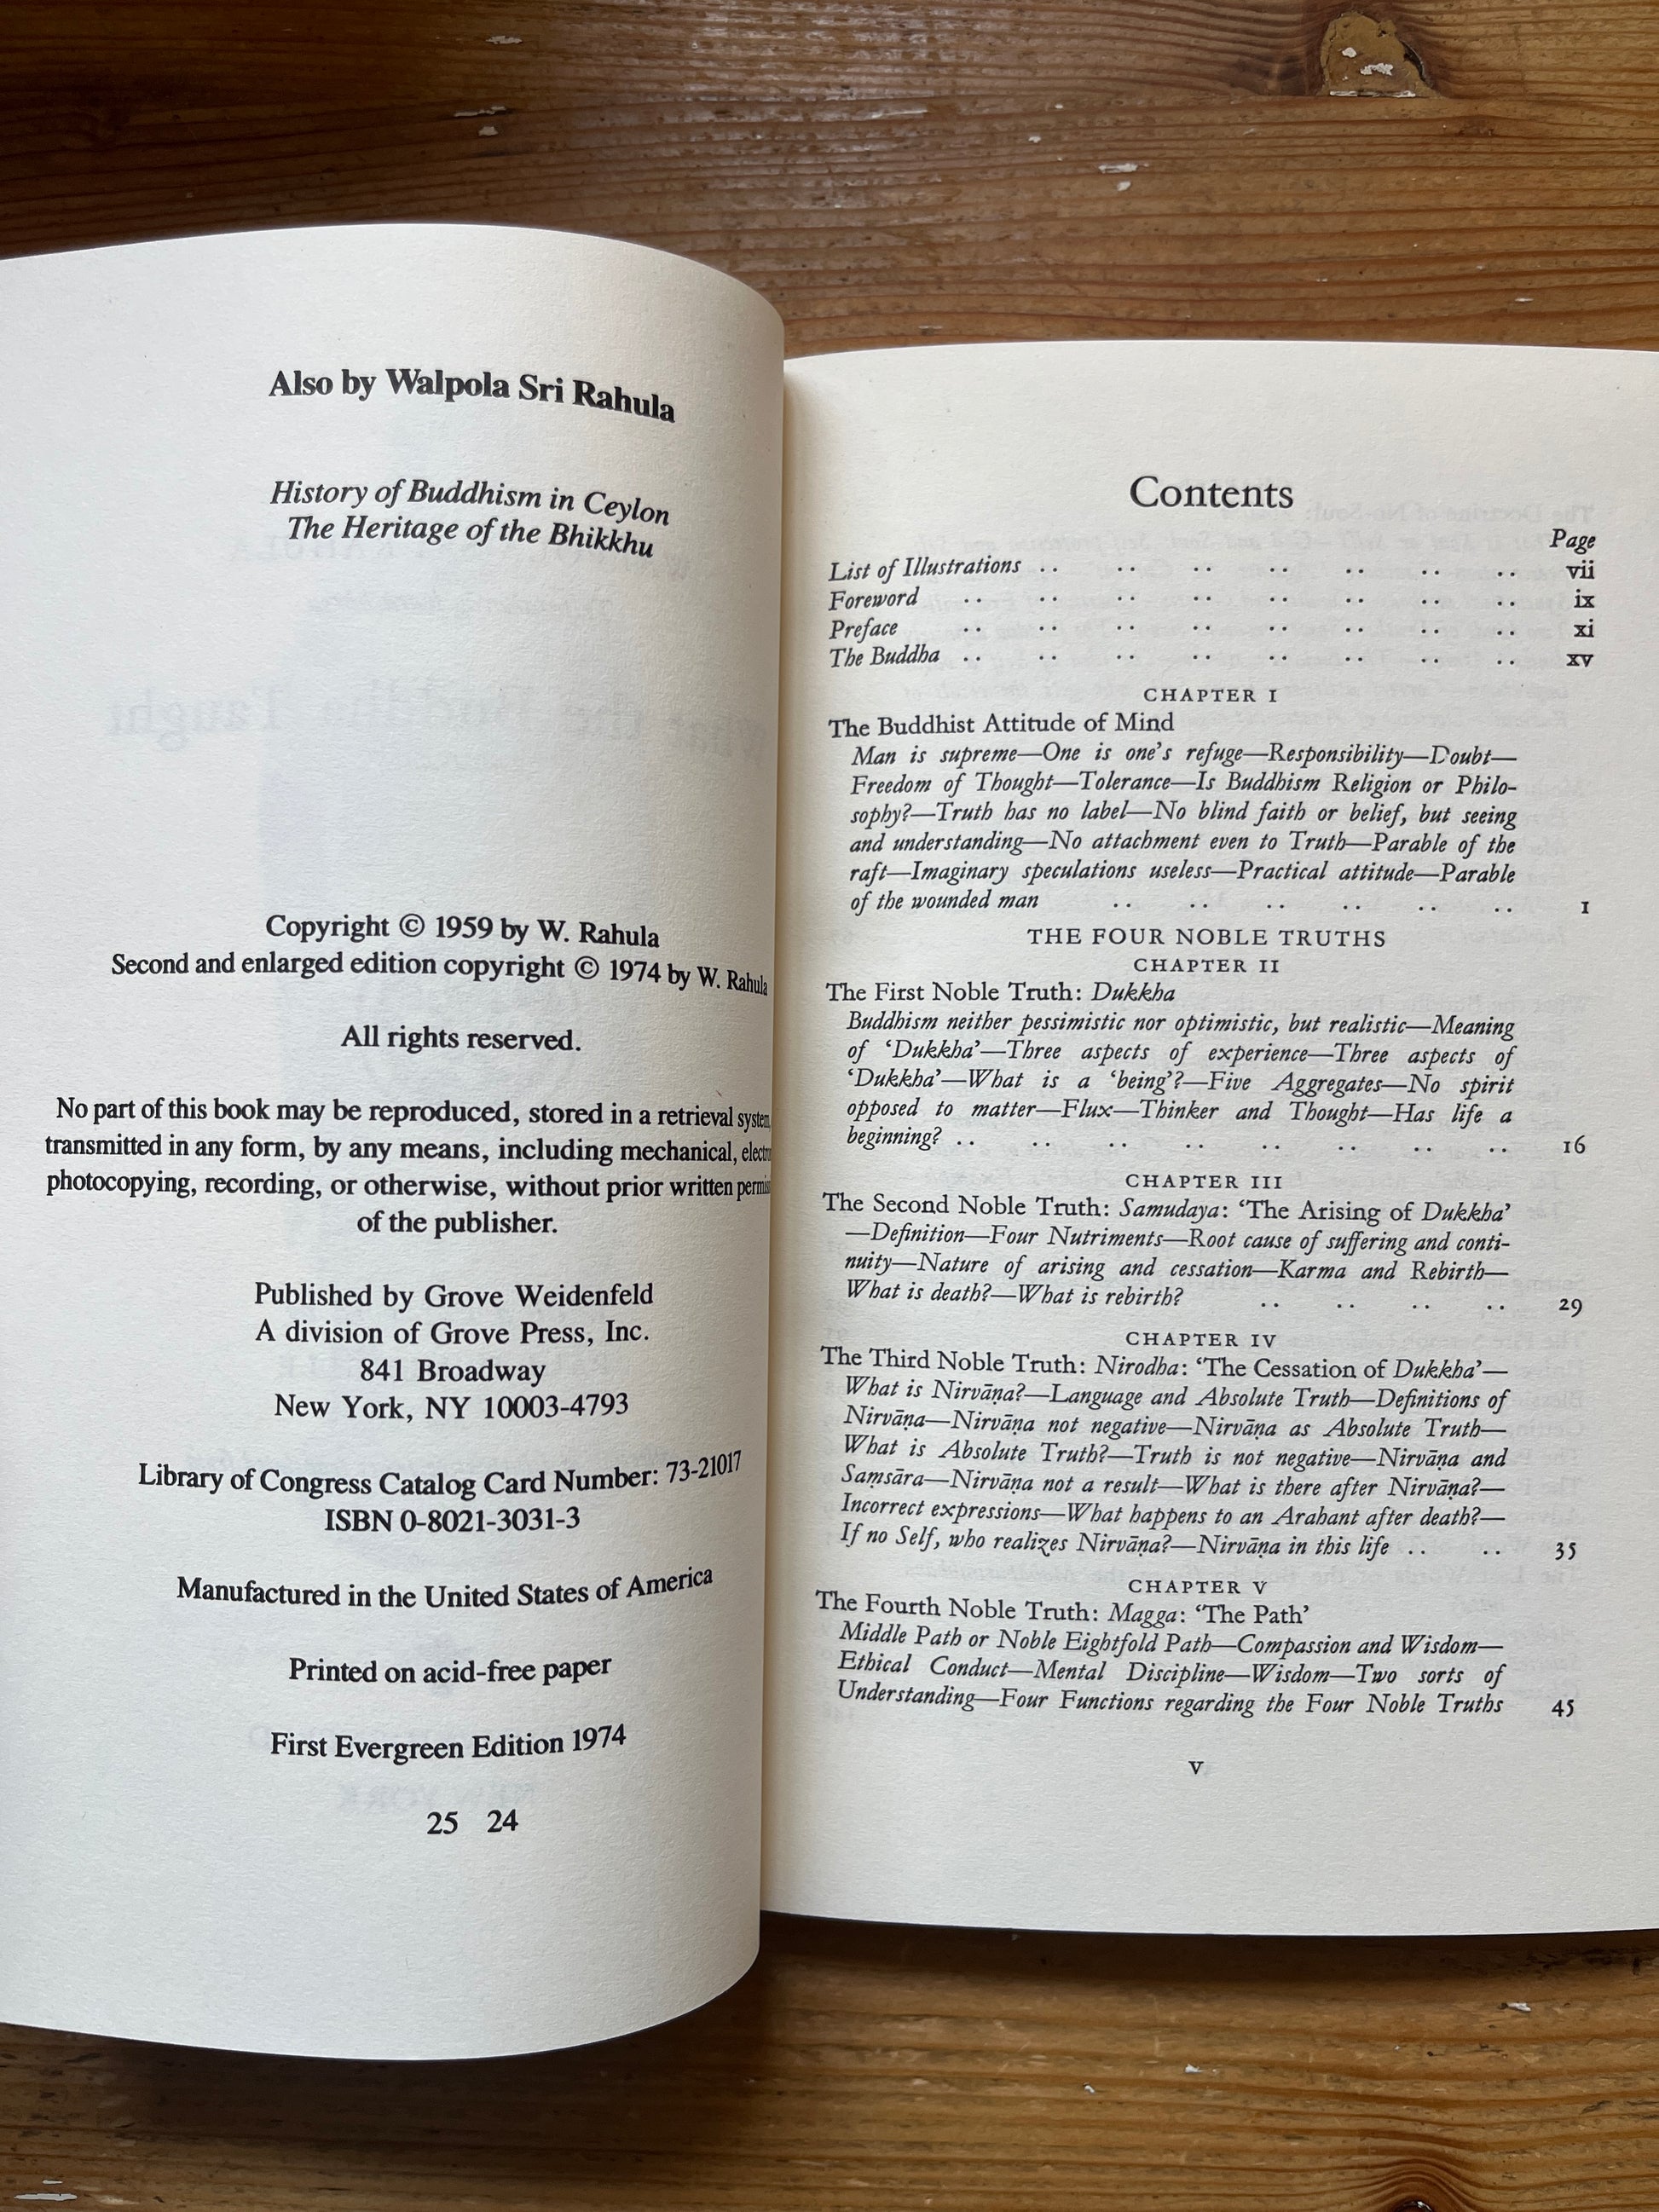 Also by Walpola Sri Rahula
History of Buddhism in Ceylon
The Heritage of the Bhikkhu
Copyright © 1959 by W. Rahula
Second and enlarged edition copyright © 1974 by W. Rahula
All rights reserved.
No part of this book may be reproduced, stored in a retrieval system,
transmitted in any form, by any means, including mechanical,
photocopying, recording, or otherwise, without prior written
of the publisher.
Published by Grove Weidenfeld
A division of Grove Press, Inc.
841 Broadway
New York, NY 10003-4793
Library of Congress Catalog Card Number: 73-21017
ISBN 0-8021-3031-3
Manufactured in the United States of America
Printed on acid-free paper
First Evergreen Edition 1974
25 24
Contents
Page
List of Illustrations .. .. .. .. .. .. .. vii
Foreword .. .. .. .. .. .. .. .. ix
Preface .. .. .. .. .. .. .. .. xi
The Buddha .. .. .. .. .. .. .. .. xv
CHAPTER I
The Buddhist Attitude of Mind
Man is supreme—One is one's refuge—Responsibility—Doubt—
Freedom of Thought—Tolerance—Is Buddhism Religion or Philo-
sophy?—Truth has no label—No blind faith or belief, but seeing
and understanding—No attachment even to Truth—Parable of the
raft—Imaginary speculations useless—Practical attitude—Parable
of the wounded man .. .. .. .. .. .. 1
THE FOUR NOBLE TRUTHS
CHAPTER II
The First Noble Truth: Dukkha
Buddhism neither pessimistic nor optimistic, but realistic—Meaning
of 'Dukkha'—Three aspects of experience—Three aspects of
'Dukkha'—What is a 'being'?—Five Aggregates—No spirit
opposed to matter—Flux—Thinker and Thought—Has life a
beginning? .. .. .. .. .. .. .. .. 16
CHAPTER III
The Second Noble Truth: Samudaya: 'The Arising of Dukkha'
—Definition—Four Nutriments—Root cause of suffering and conti-
nuity—Nature of arising and cessation—Karma and Rebirth—
What is death?—What is rebirth? .. .. .. .. 29
CHAPTER IV
The Third Noble Truth: Nirodha: 'The Cessation of Dukkha'—
What is Nirvāṇa?—Language and Absolute Truth—Definitions of
Nirvāṇa—Nirvāṇa not negative—Nirvāṇa as Absolute Truth—
What is Absolute Truth?—Truth is not negative—Nirvāṇa and
Saṃsāra—Nirvāṇa not a result—What is there after Nirvāṇa?—
Incorrect expressions—What happens to an Arahant after death?—
If no Self, who realizes Nirvāṇa?—Nirvāṇa in this life .. .. 35
CHAPTER V
The Fourth Noble Truth: Magga: 'The Path'
Middle Path or Noble Eightfold Path—Compassion and Wisdom—
Ethical Conduct—Mental Discipline—Wisdom—Two sorts of
Understanding—Four Functions regarding the Four Noble Truths 45
v